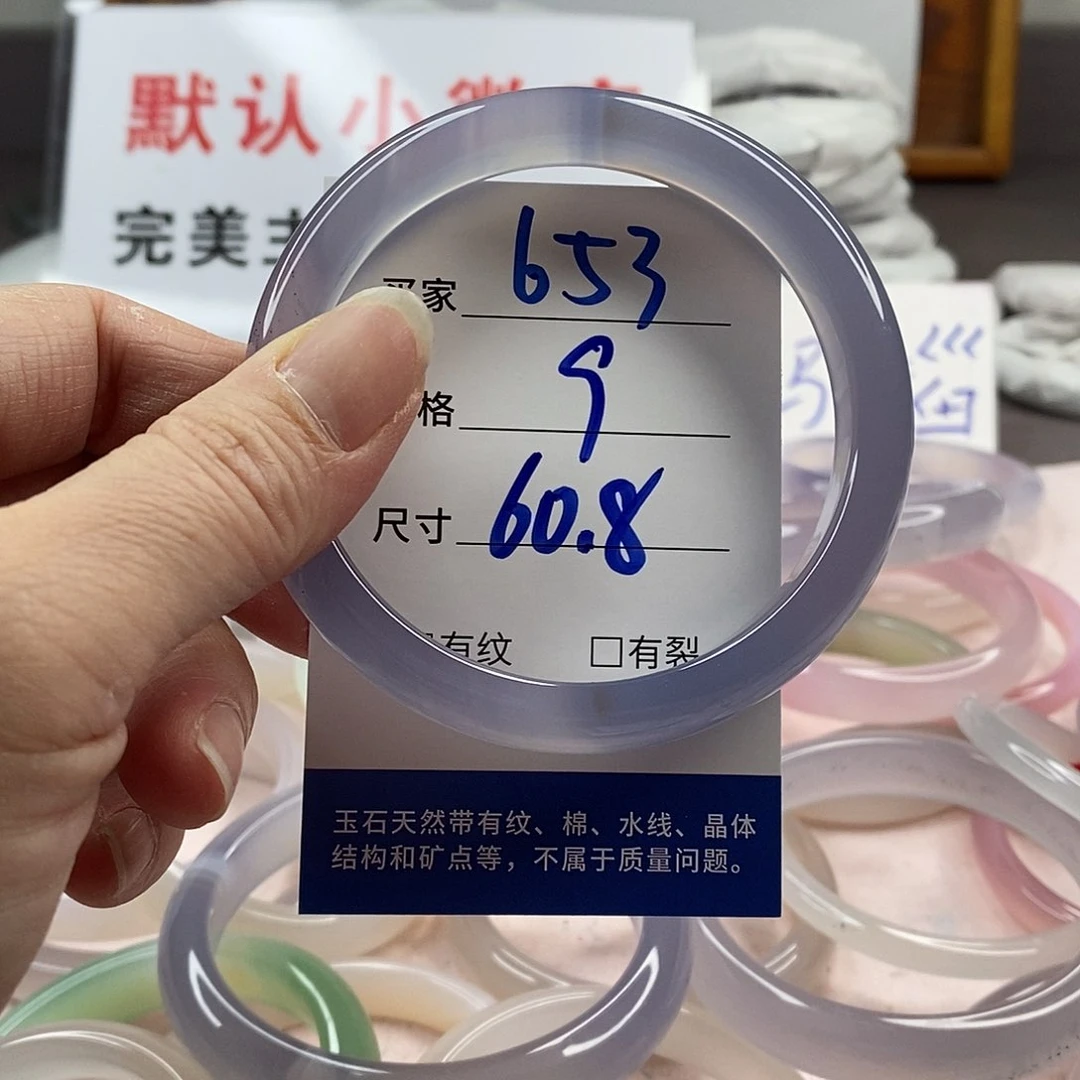 默认小
完美主
买家 653
格 9
尺寸 60.8
有纹 □有裂
玉石天然带有纹、棉、水线、晶体
结构和矿点等，不属于质量问题。